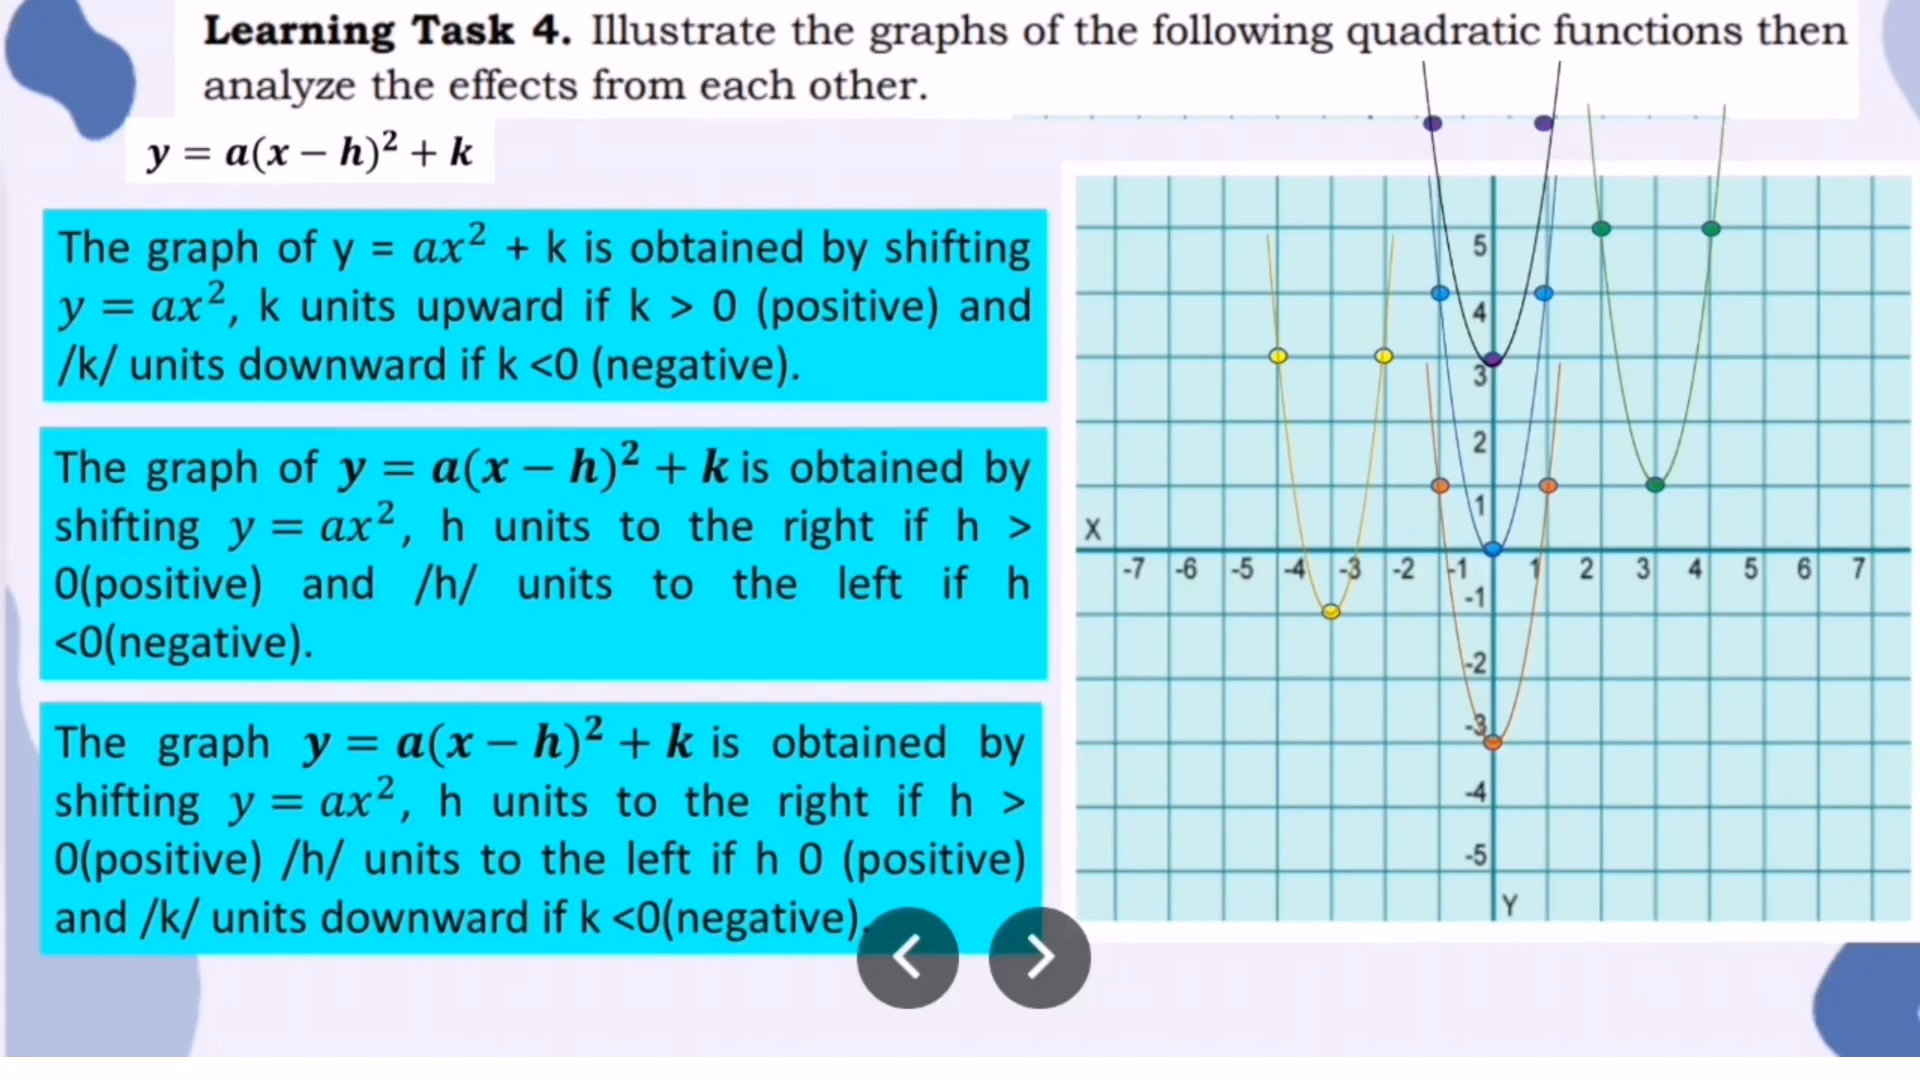 Learning Task 4. Illustrate the graphs of the following quadratic functions then
analyze the effects from each other.
y = a(x − h)² + k
The graph of y = ax² + k is obtained by shifting
y = ax², k units upward if k > 0 (positive) and
/k/ units downward if k <0 (negative).
The graph of y = a(x − h)² + k is obtained by
shifting y = ax², h units to the right if h >
0(positive) and /h/ units to the left if h
<0(negative).
The graph y = a(x − h)² + k is obtained by
shifting y = ax², h units to the right if h >
0(positive) /h/ units to the left if h 0 (positive)
and /k/ units downward if k <0(negative).
5
4
3
2
1
X
-7 -6 -5 -4 -3 -2 -1 1 2 3 4 5 6 7
-1
-2
-3
-4
-5
Y